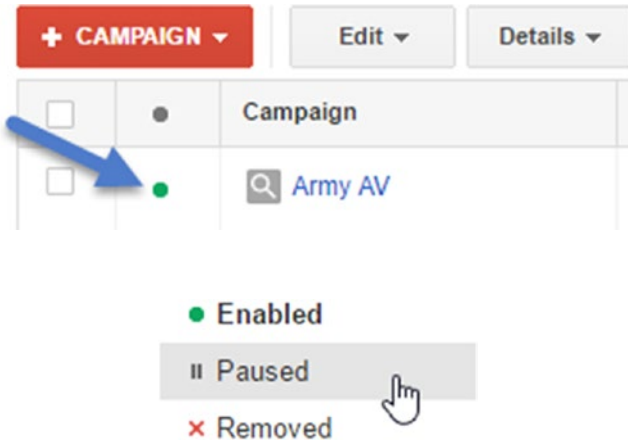 + CAMPAIGN Edit Details
Campaign
Army AV
Enabled
Paused
Removed